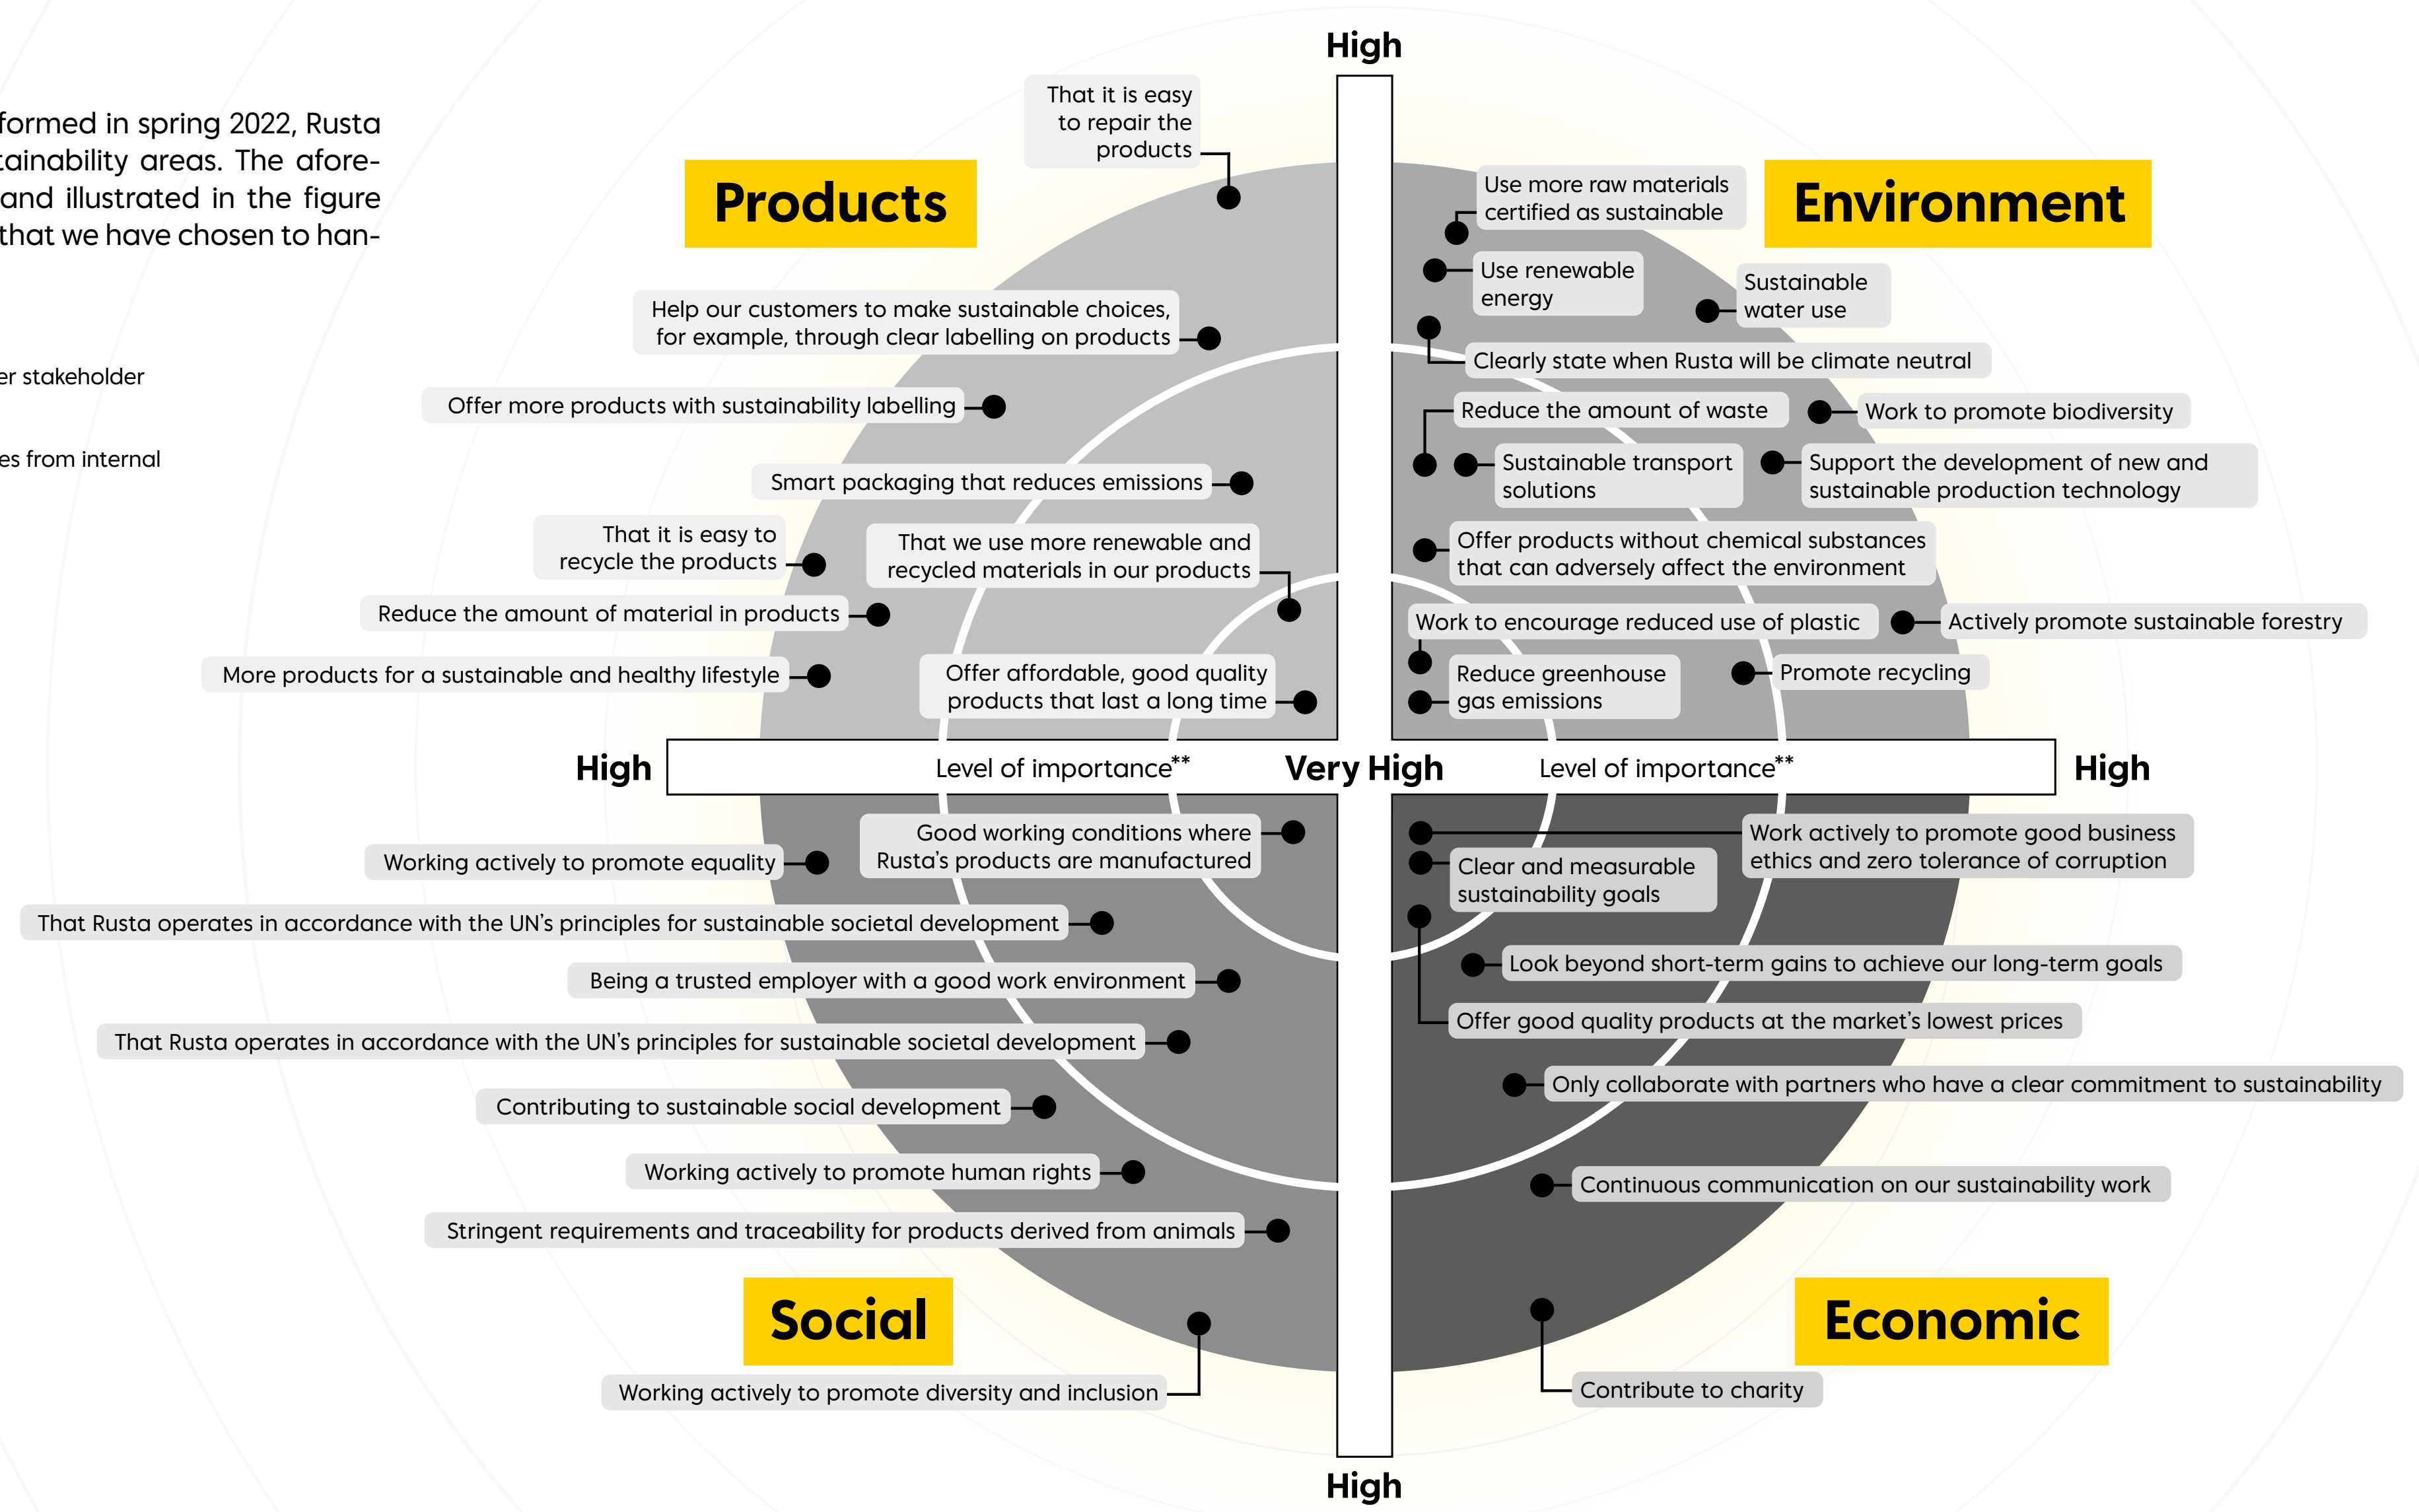 formed in spring 2022, Rusta
tainability areas. The afore-
and illustrated in the figure
that we have chosen to han-
er stakeholder
es from internal
High
Products
That it is easy
to repair the
products
Help our customers to make sustainable choices,
for example, through clear labelling on products
Offer more products with sustainability labelling
Smart packaging that reduces emissions
That it is easy to
recycle the products
That we use more renewable and
recycled materials in our products
Reduce the amount of material in products
More products for a sustainable and healthy lifestyle
Offer affordable, good quality
products that last a long time
Environment
Use more raw materials
certified as sustainable
Use renewable
energy
Sustainable
water use
Clearly state when Rusta will be climate neutral
Reduce the amount of waste
Work to promote biodiversity
Sustainable transport
solutions
Support the development of new and
sustainable production technology
Offer products without chemical substances
that can adversely affect the environment
Work to encourage reduced use of plastic
Actively promote sustainable forestry
Reduce greenhouse
gas emissions
Promote recycling
High
Level of importance**
Very High
Level of importance**
High
Good working conditions where
Rusta's products are manufactured
Working actively to promote equality
That Rusta operates in accordance with the UN's principles for sustainable societal development
Being a trusted employer with a good work environment
That Rusta operates in accordance with the UN's principles for sustainable societal development
Contributing to sustainable social development
Working actively to promote human rights
Stringent requirements and traceability for products derived from animals
Social
Working actively to promote diversity and inclusion
Work actively to promote good business
ethics and zero tolerance of corruption
Clear and measurable
sustainability goals
Look beyond short-term gains to achieve our long-term goals
Offer good quality products at the market's lowest prices
Only collaborate with partners who have a clear commitment to sustainability
Continuous communication on our sustainability work
Economic
Contribute to charity
High